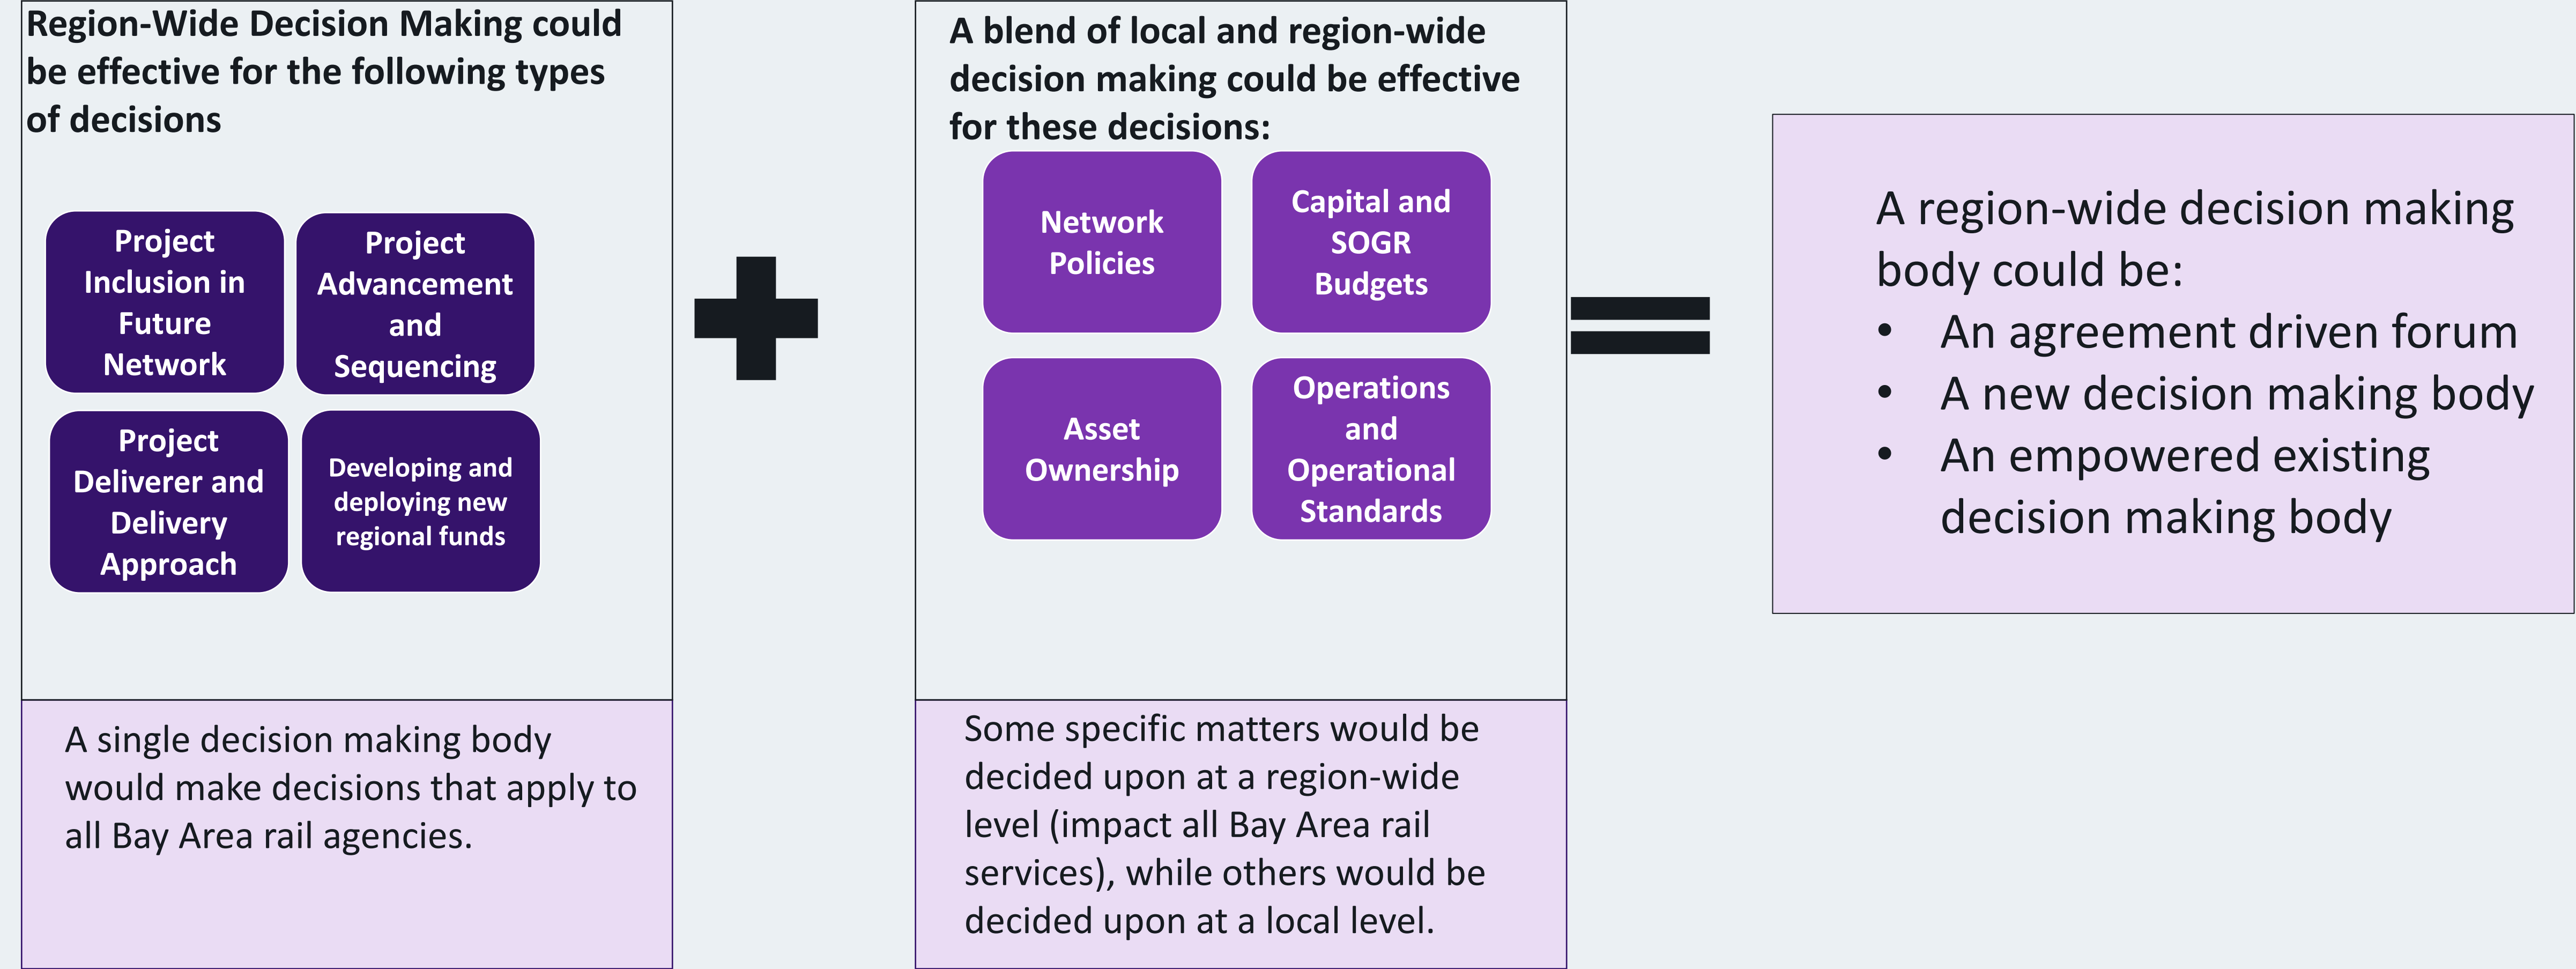 Region-Wide Decision Making could
be effective for the following types
of decisions
Project
Inclusion in
Future
Network
Project
Advancement
and
Sequencing
Project
Deliverer and
Delivery
Approach
Developing and
deploying new
regional funds
A single decision making body
would make decisions that apply to
all Bay Area rail agencies.
A blend of local and region-wide
decision making could be effective
for these decisions:
Network
Policies
Capital and
SOGR
Budgets
Asset
Ownership
Operations
and
Operational
Standards
Some specific matters would be
decided upon at a region-wide
level (impact all Bay Area rail
services), while others would be
decided upon at a local level.
A region-wide decision making
body could be:
• An agreement driven forum
• A new decision making body
• An empowered existing
decision making body